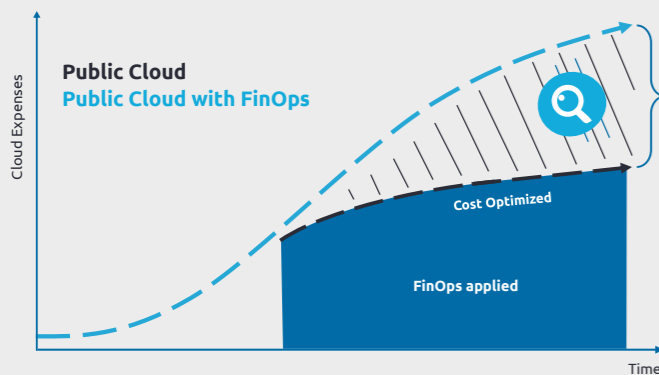 Public Cloud
Public Cloud with FinOps
Cloud Expenses
Cost Optimized
FinOps applied
Time